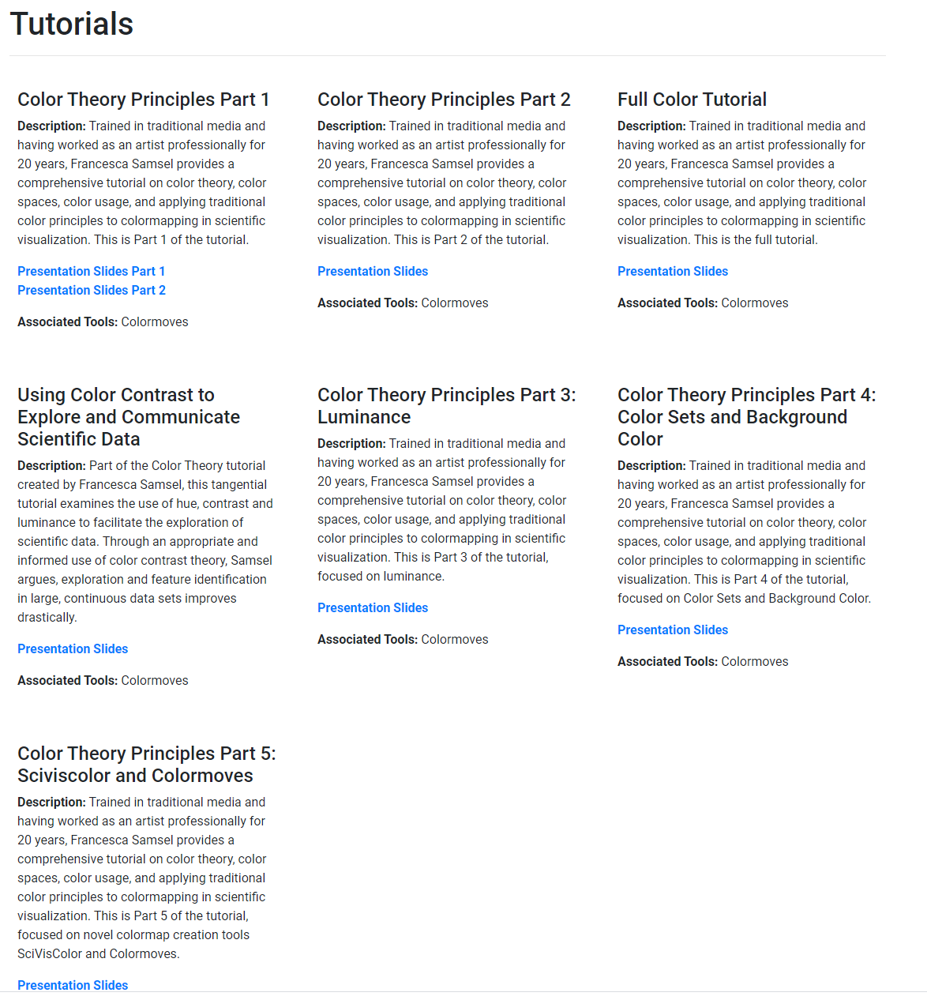 Tutorials
Color Theory Principles Part 1
Description: Trained in traditional media and
having worked as an artist professionally for
20 years, Francesca Samsel provides a
comprehensive tutorial on color theory, color
spaces, color usage, and applying traditional
color principles to colormapping in scientific
visualization. This is Part 1 of the tutorial.
Presentation Slides Part 1
Presentation Slides Part 2
Associated Tools: Colormoves
Color Theory Principles Part 2
Description: Trained in traditional media and
having worked as an artist professionally for
20 years, Francesca Samsel provides a
comprehensive tutorial on color theory, color
spaces, color usage, and applying traditional
color principles to colormapping in scientific
visualization. This is Part 2 of the tutorial.
Presentation Slides
Associated Tools: Colormoves
Full Color Tutorial
Description: Trained in traditional media and
having worked as an artist professionally for
20 years, Francesca Samsel provides a
comprehensive tutorial on color theory, color
spaces, color usage, and applying traditional
color principles to colormapping in scientific
visualization. This is the full tutorial.
Presentation Slides
Associated Tools: Colormoves
Using Color Contrast to
Explore and Communicate
Scientific Data
Description: Part of the Color Theory tutorial
created by Francesca Samsel, this tangential
tutorial examines the use of hue, contrast and
luminance to facilitate the exploration of
scientific data. Through an appropriate and
informed use of color contrast theory, Samsel
argues, exploration and feature identification
in large, continuous data sets improves
drastically.
Presentation Slides
Associated Tools: Colormoves
Color Theory Principles Part 3:
Luminance
Description: Trained in traditional media and
having worked as an artist professionally for
20 years, Francesca Samsel provides a
comprehensive tutorial on color theory, color
spaces, color usage, and applying traditional
color principles to colormapping in scientific
visualization. This is Part 3 of the tutorial,
focused on luminance.
Presentation Slides
Associated Tools: Colormoves
Color Theory Principles Part 4:
Color Sets and Background
Color
Description: Trained in traditional media and
having worked as an artist professionally for
20 years, Francesca Samsel provides a
comprehensive tutorial on color theory, color
spaces, color usage, and applying traditional
color principles to colormapping in scientific
visualization. This is Part 4 of the tutorial,
focused on Color Sets and Background Color.
Presentation Slides
Associated Tools: Colormoves
Color Theory Principles Part 5:
Sciviscolor and Colormoves
Description: Trained in traditional media and
having worked as an artist professionally for
20 years, Francesca Samsel provides a
comprehensive tutorial on color theory, color
spaces, color usage, and applying traditional
color principles to colormapping in scientific
visualization. This is Part 5 of the tutorial,
focused on novel colormap creation tools
SciVisColor and Colormoves.
Presentation Slides